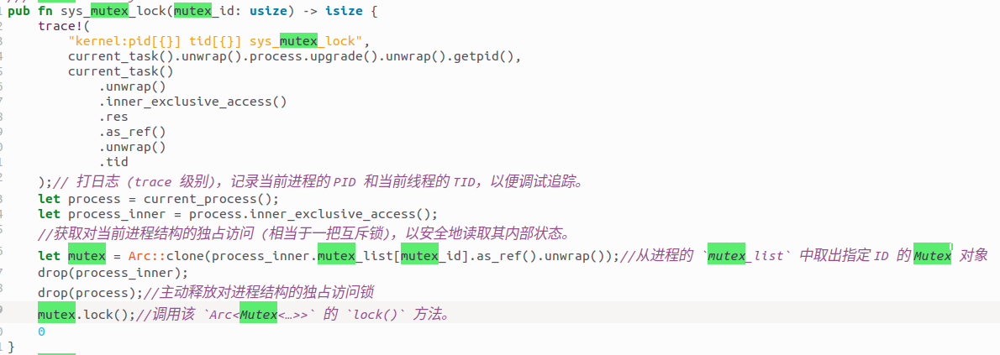 pub fn sys_mutex_lock(mutex_id: usize) -> isize {
    trace!(
        "kernel:pid[{}] tid[{}] sys_mutex_lock",
        current_task().unwrap().process.upgrade().unwrap().getpid(),
        current_task()
            .unwrap()
            .inner_exclusive_access()
            .res
            .as_ref()
            .unwrap()
            .tid
    );// 打日志 (trace 级别)，记录当前进程的 PID 和当前线程的 TID，以便调试追踪。
    let process = current_process();
    let process_inner = process.inner_exclusive_access();
    //获取对当前进程结构的独占访问 (相当于一把互斥锁)，以安全地读取其内部状态。
    let mutex = Arc::clone(process_inner.mutex_list[mutex_id].as_ref().unwrap());//从进程的 `mutex_list` 中取出指定 ID 的 Mutex 对象
    drop(process_inner);
    drop(process);//主动释放对进程结构的独占访问锁
    mutex.lock();//调用该 `Arc<Mutex<…>>` 的 `lock()` 方法。
    0
}